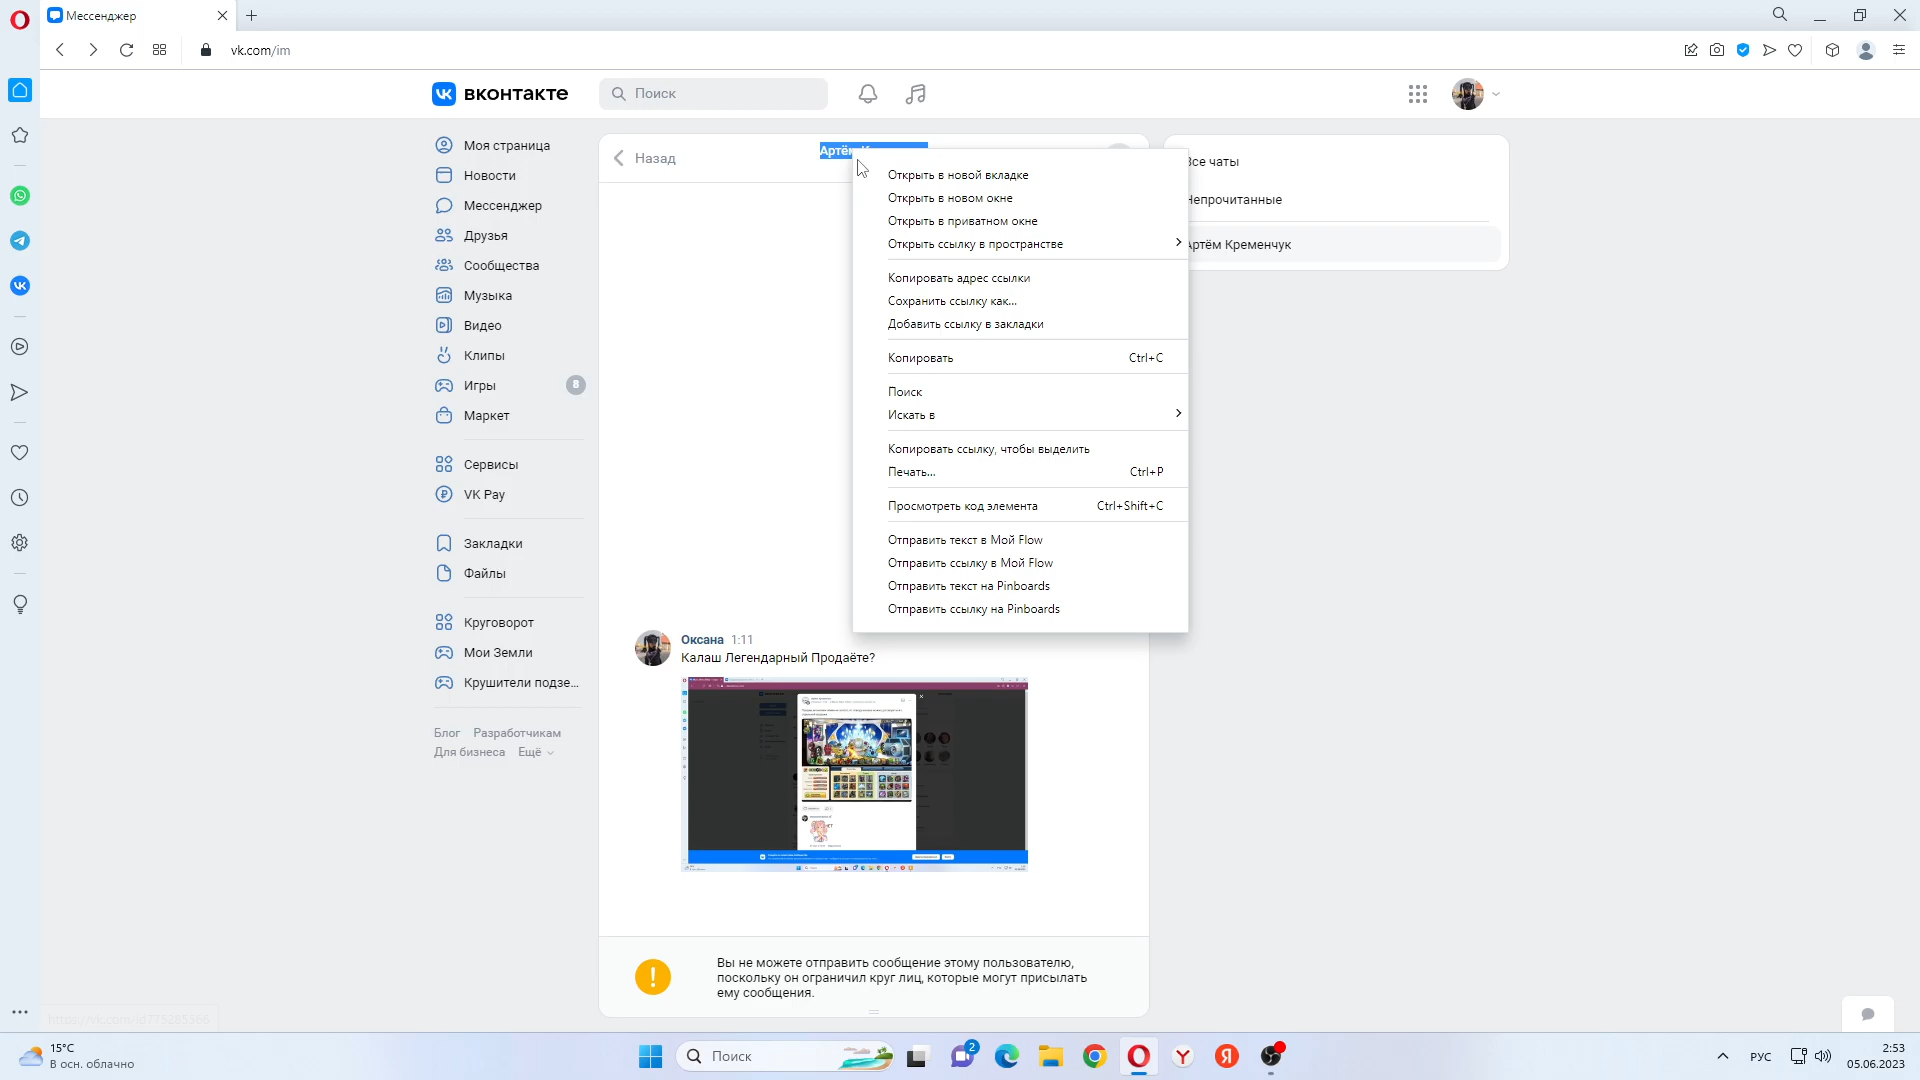 Мессенджер
vk.com/im
вконтакте
Поиск
Моя страница
Новости
Мессенджер
Друзья
Сообщества
Музыка
Видео
Клипы
Игры
8
Маркет
Сервисы
VK Pay
Закладки
Файлы
Круговорот
Мои Земли
Крушители подзе...
Блог Разработчикам
Для бизнеса Ещё
Назад
Открыть в новой вкладке
Открыть в новом окне
Открыть в приватном окне
Открыть ссылку в пространстве
Копировать адрес ссылки
Сохранить ссылку как...
Добавить ссылку в закладки
Копировать Ctrl+C
Поиск
Искать в
Копировать ссылку, чтобы выделить
Печать... Ctrl+P
Просмотреть код элемента Ctrl+Shift+C
Отправить текст в Мой Flow
Отправить ссылку в Мой Flow
Отправить текст на Pinboards
Отправить ссылку на Pinboards
Все чаты
Непрочитанные
Артём Кременчук
Оксана 1:11
Калаш Легендарный Продаёте?
Вы не можете отправить сообщение этому пользователю,
поскольку он ограничил круг лиц, которые могут присылать
ему сообщения.
15°C
В осн. облачно
Поиск
2
РУС
2:53
05.06.2023